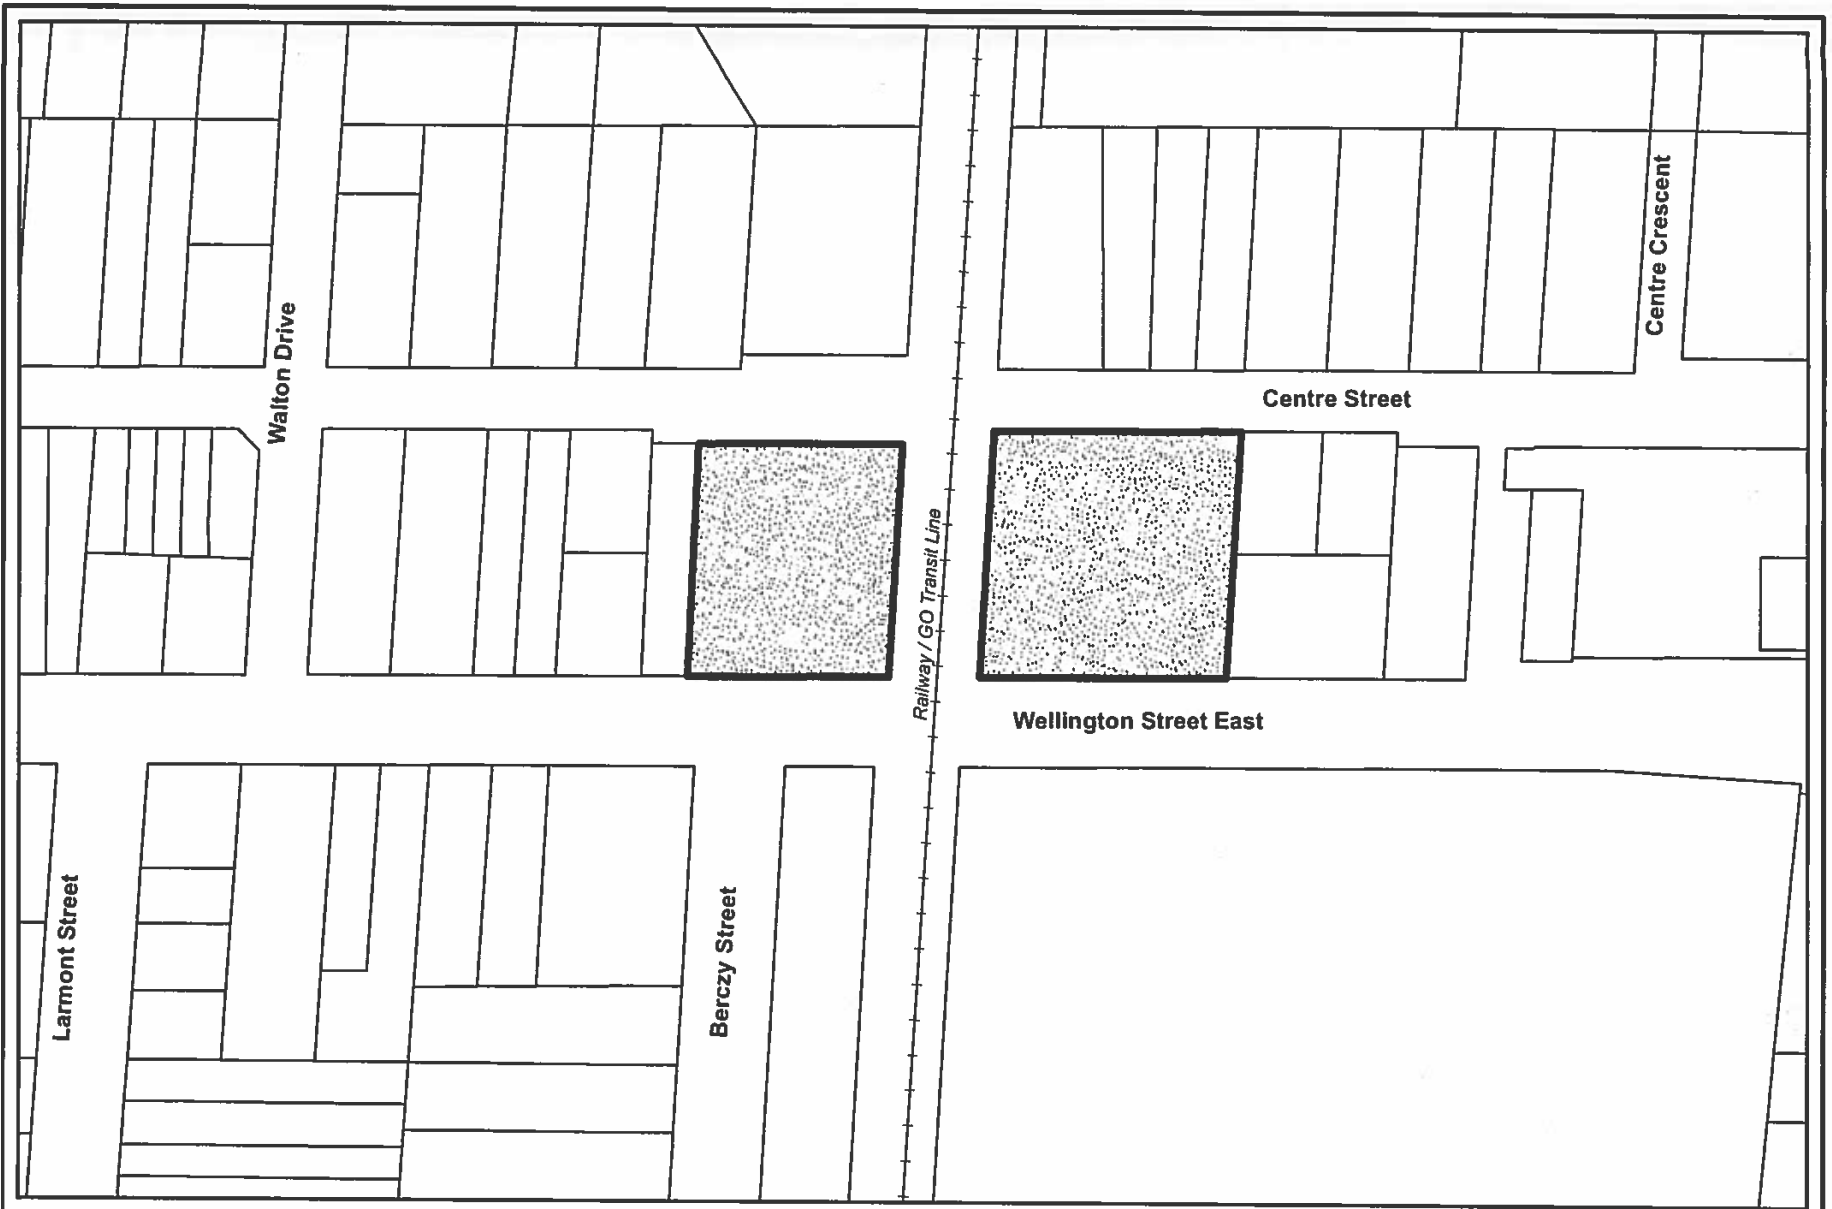 Centre Crescent
Walton Drive
Centre Street
Railway / GO Transit Line
Wellington Street East
Larmont Street
Berczy Street